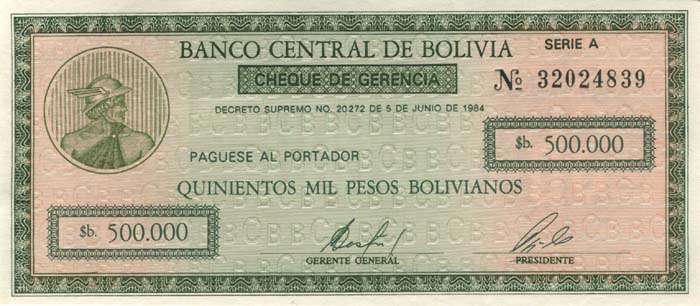 BANCO CENTRAL DE BOLIVIA
SERIE A
CHEQUE DE GERENCIA
Nº 32024839
DECRETO SUPREMO NO. 20272 DE 5 DE JUNIO DE 1984
$b. 500.000
PAGUESE AL PORTADOR
QUINIENTOS MIL PESOS BOLIVIANOS
$b. 500.000
GERENTE GENERAL
PRESIDENTE